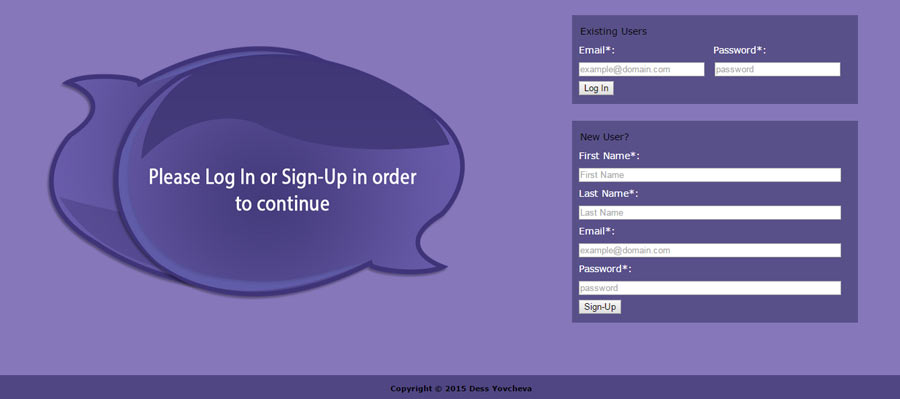 Please Log In or Sign-Up in order
to continue
Existing Users
Email*: Password*:
example@domain.com password
Log In
New User?
First Name*:
First Name
Last Name*:
Last Name
Email*:
example@domain.com
Password*:
password
Sign-Up
Copyright © 2015 Dess Yovcheva